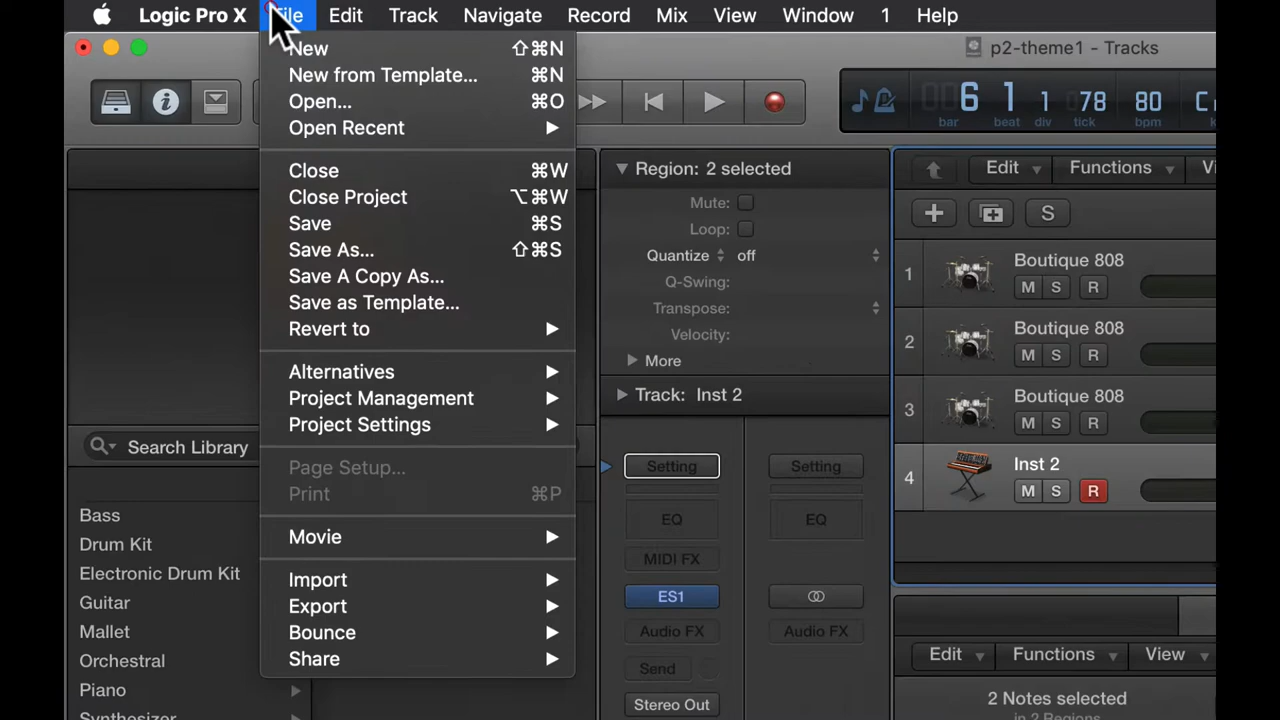 Logic Pro X File Edit Track Navigate Record Mix View Window 1 Help
p2-theme1 - Tracks
New ⇧⌘N
New from Template... ⌘N
Open... ⌘O
Open Recent
Close ⌘W
Close Project ⌥⌘W
Save ⌘S
Save As... ⇧⌘S
Save A Copy As...
Save as Template...
Revert to
Alternatives
Project Management
Project Settings
Page Setup...
Print ⌘P
Movie
Import
Export
Bounce
Share
6 1 1 78 80 C
bar beat div tick bpm
Search Library
Bass
Drum Kit
Electronic Drum Kit
Guitar
Mallet
Orchestral
Piano
Synthesizer
Region: 2 selected
Mute:
Loop:
Quantize off
Q-Swing:
Transpose:
Velocity:
More
Track: Inst 2
Setting Setting
EQ EQ
MIDI FX
ES1
Audio FX Audio FX
Send
Stereo Out
Edit Functions
S
1 Boutique 808
M S R
2 Boutique 808
M S R
3 Boutique 808
M S R
4 Inst 2
M S R
Edit Functions View
2 Notes selected
in 2 Regions